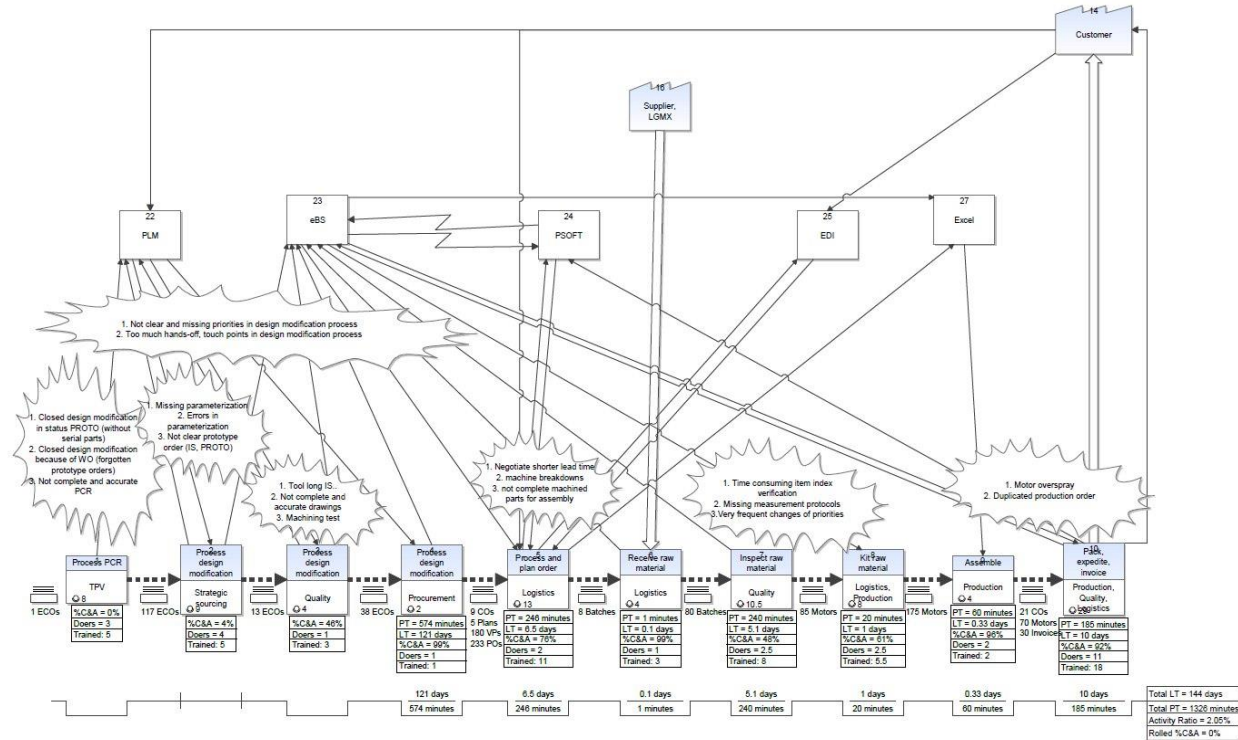 14
Customer
16
Supplier,
LGMX
22
PLM
23
eBS
24
PSOFT
25
EDI
27
Excel
1. Not clear and missing priorities in design modification process
2. Too much hands-off, touch points in design modification process
1. Closed design modification
in status PROTO (without
serial parts)
2. Closed design modification
because of WO (forgotten
prototype orders)
3. Not complete and accurate
PCR
1. Missing parameterization
2. Errors in
parameterization
3. Not clear prototype
order (IS, PROTO)
1. Tool long IS..
2. Not complete and
accurate drawings
3. Machining test
1. Negotiate shorter lead time
2. machine breakdowns
3. not complete machined
parts for assembly
1. Time consuming item index
verification
2. Missing measurement protocols
3.Very frequent changes of priorities
1. Motor overspray
2. Duplicated production order
1 ECOs
Process PCR
TPV
8
%C&A = 0%
Doers = 3
Trained: 5
117 ECOs
2
Process
design
modification
Strategic
sourcing
9
%C&A = 4%
Doers = 4
Trained: 5
13 ECOs
3
Process
design
modification
Quality
4
%C&A = 46%
Doers = 1
Trained: 3
38 ECOs
4
Process
design
modification
Procurement
2
PT = 574 minutes
LT = 121 days
%C&A = 99%
Doers = 1
Trained: 1
9 COs
5 Plans
180 VPs
233 POs
5
Process and
plan order
Logistics
13
PT = 246 minutes
LT = 6.5 days
%C&A = 76%
Doers = 2
Trained: 11
8 Batches
6
Receive raw
material
Logistics
4
PT = 1 minutes
LT = 0.1 days
%C&A = 99%
Doers = 1
Trained: 3
80 Batches
7
Inspect raw
material
Quality
10.5
PT = 240 minutes
LT = 5.1 days
%C&A = 48%
Doers = 2.5
Trained: 8
85 Motors
8
Kit raw
material
Logistics,
Production
8
PT = 20 minutes
LT = 1 days
%C&A = 61%
Doers = 2.5
Trained: 5.5
175 Motors
9
Assemble
Production
4
PT = 60 minutes
LT = 0.33 days
%C&A = 96%
Doers = 2
Trained: 2
21 COs
70 Motors
30 Invoices
10
Pack,
expedite,
invoice
Production,
Quality,
Logistics
PT = 185 minutes
LT = 10 days
%C&A = 92%
Doers = 11
Trained: 18
121 days
574 minutes
6.5 days
246 minutes
0.1 days
1 minutes
5.1 days
240 minutes
1 days
20 minutes
0.33 days
60 minutes
10 days
185 minutes
Total LT = 144 days
Total PT = 1326 minutes
Activity Ratio = 2.05%
Rolled %C&A = 0%